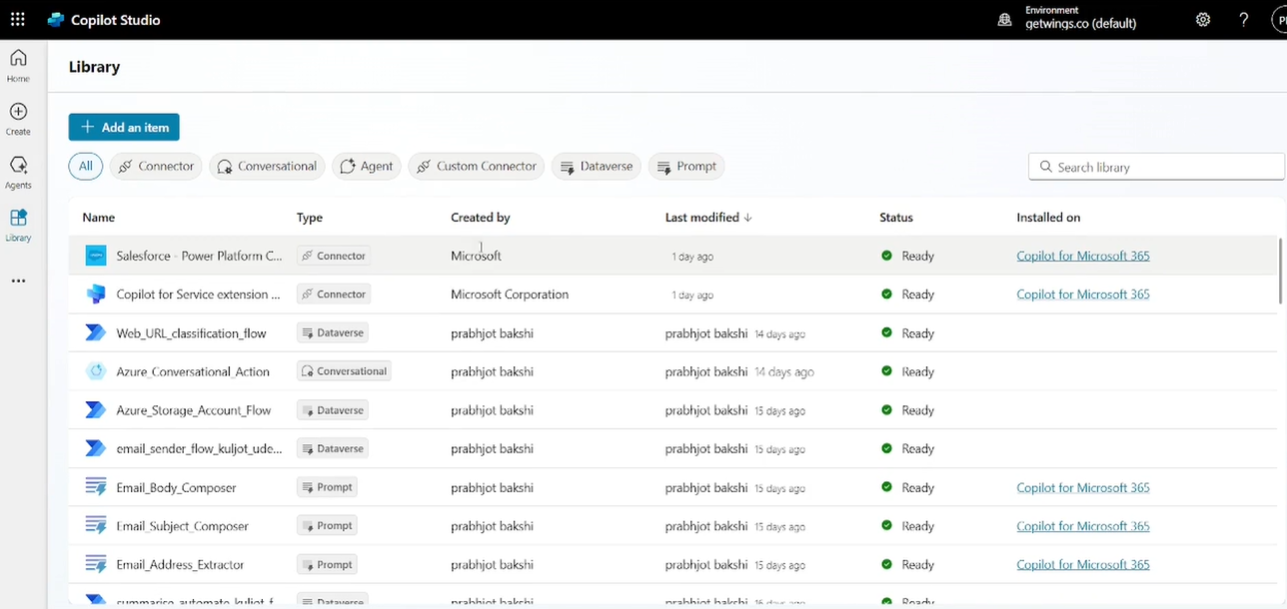 Copilot Studio
Environment
getwings.co (default)
?
Home
Create
Agents
Library
Library
+ Add an item
All Connector Conversational Agent Custom Connector Dataverse Prompt Search library
Name Type Created by Last modified ↓ Status Installed on
Salesforce - Power Platform C... Connector Microsoft 1 day ago Ready Copilot for Microsoft 365
Copilot for Service extension ... Connector Microsoft Corporation 1 day ago Ready Copilot for Microsoft 365
Web_URL_classification_flow Dataverse prabhjot bakshi prabhjot bakshi 14 days ago Ready
Azure_Conversational_Action Conversational prabhjot bakshi prabhjot bakshi 14 days ago Ready
Azure_Storage_Account_Flow Dataverse prabhjot bakshi prabhjot bakshi 15 days ago Ready
email_sender_flow_kuljot_ude... Dataverse prabhjot bakshi prabhjot bakshi 15 days ago Ready
Email_Body_Composer Prompt prabhjot bakshi prabhjot bakshi 15 days ago Ready Copilot for Microsoft 365
Email_Subject_Composer Prompt prabhjot bakshi prabhjot bakshi 15 days ago Ready Copilot for Microsoft 365
Email_Address_Extractor Prompt prabhjot bakshi prabhjot bakshi 15 days ago Ready Copilot for Microsoft 365
Dataverse prabhjot bakshi prabhjot bakshi Ready